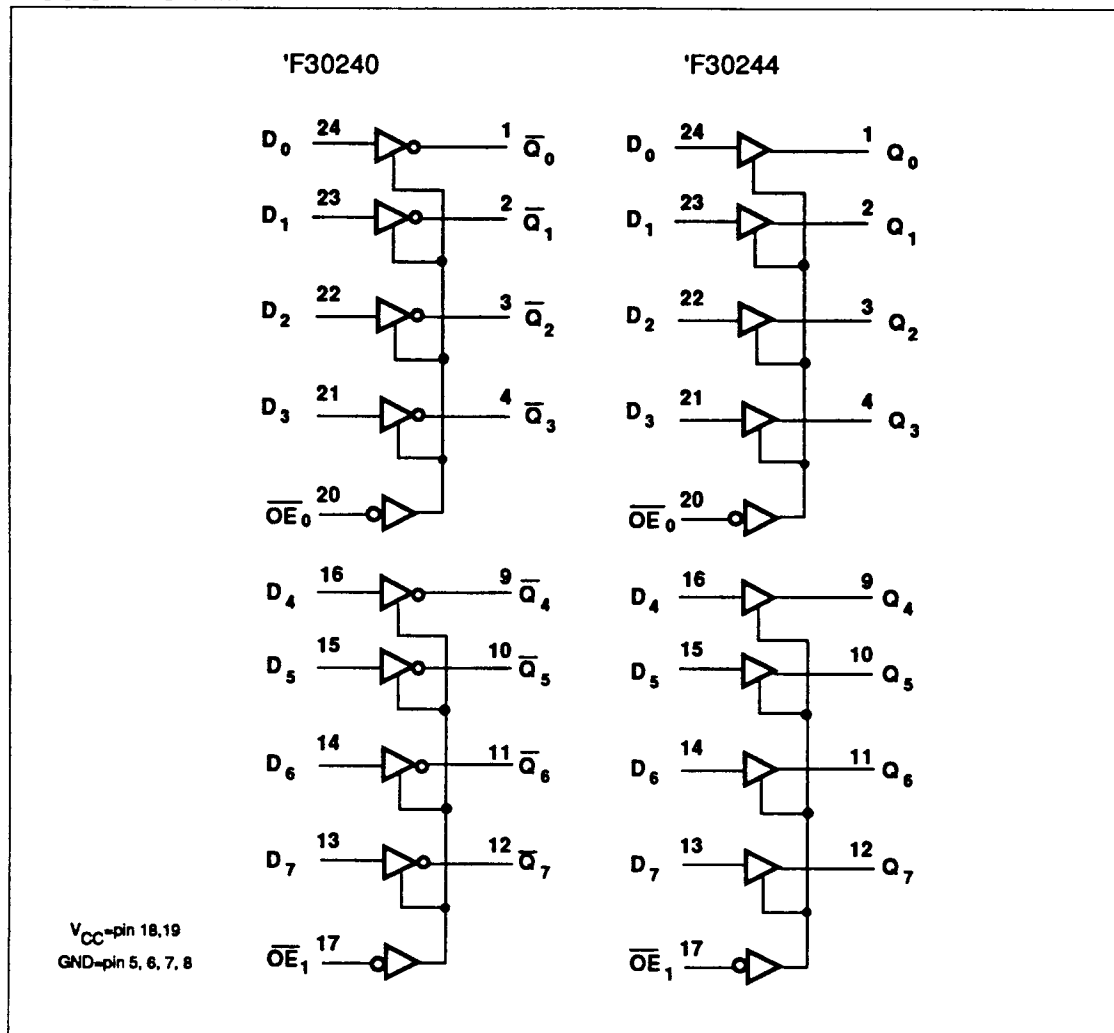 'F30240 'F30244
D0 24 1 Q̅0 D0 24 1 Q0
D1 23 2 Q̅1 D1 23 2 Q1
D2 22 3 Q̅2 D2 22 3 Q2
D3 21 4 Q̅3 D3 21 4 Q3
O̅E̅0 20 O̅E̅0 20
D4 16 9 Q̅4 D4 16 9 Q4
D5 15 10 Q̅5 D5 15 10 Q5
D6 14 11 Q̅6 D6 14 11 Q6
D7 13 12 Q̅7 D7 13 12 Q7
O̅E̅1 17 O̅E̅1 17
VCC=pin 18,19
GND=pin 5, 6, 7, 8